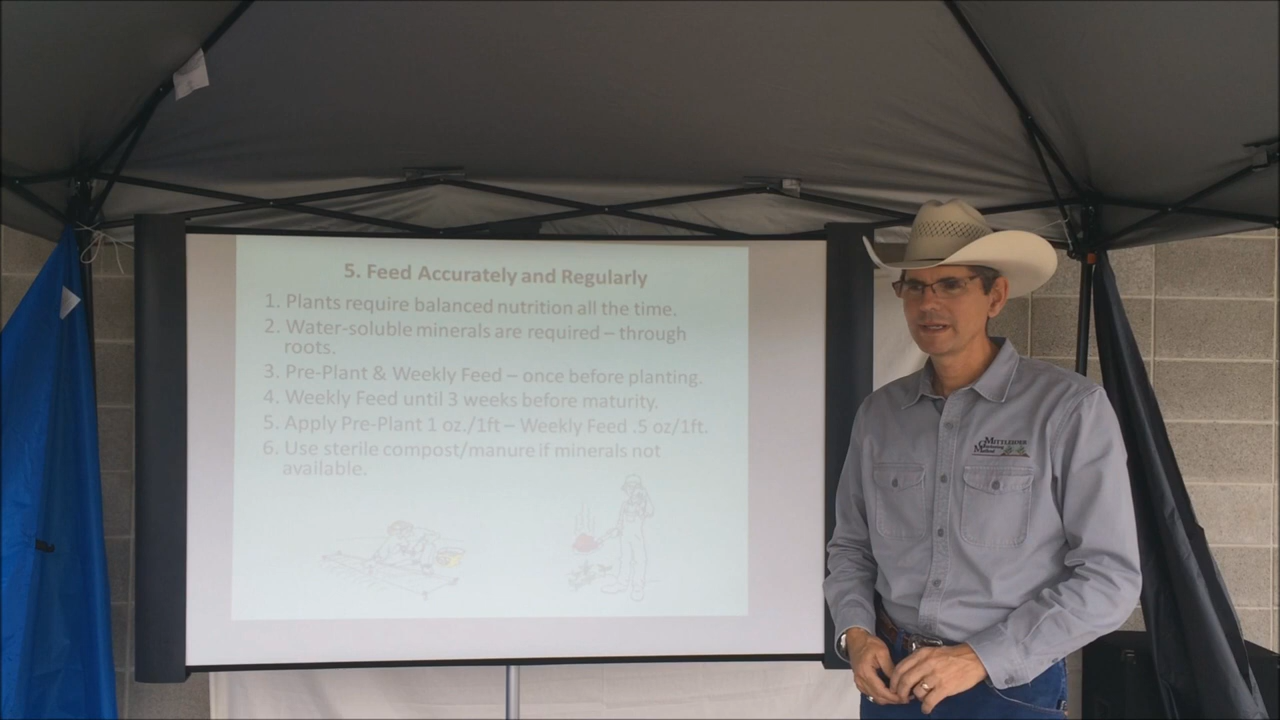 5. Feed Accurately and Regularly
1. Plants require balanced nutrition all the time.
2. Water-soluble minerals are required – through
roots.
3. Pre-Plant & Weekly Feed – once before planting.
4. Weekly Feed until 3 weeks before maturity.
5. Apply Pre-Plant 1 oz./1ft – Weekly Feed .5 oz/1ft.
6. Use sterile compost/manure if minerals not
available.
MITTLEIDER
Gardening
Method